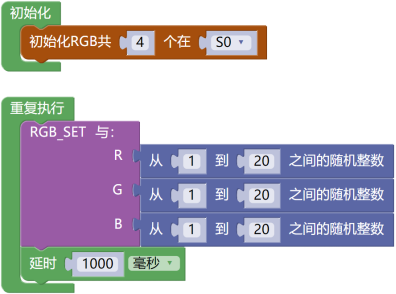 初始化
初始化RGB共 4 个在 S0
重复执行
RGB_SET 与:
R 从 1 到 20 之间的随机整数
G 从 1 到 20 之间的随机整数
B 从 1 到 20 之间的随机整数
延时 1000 毫秒